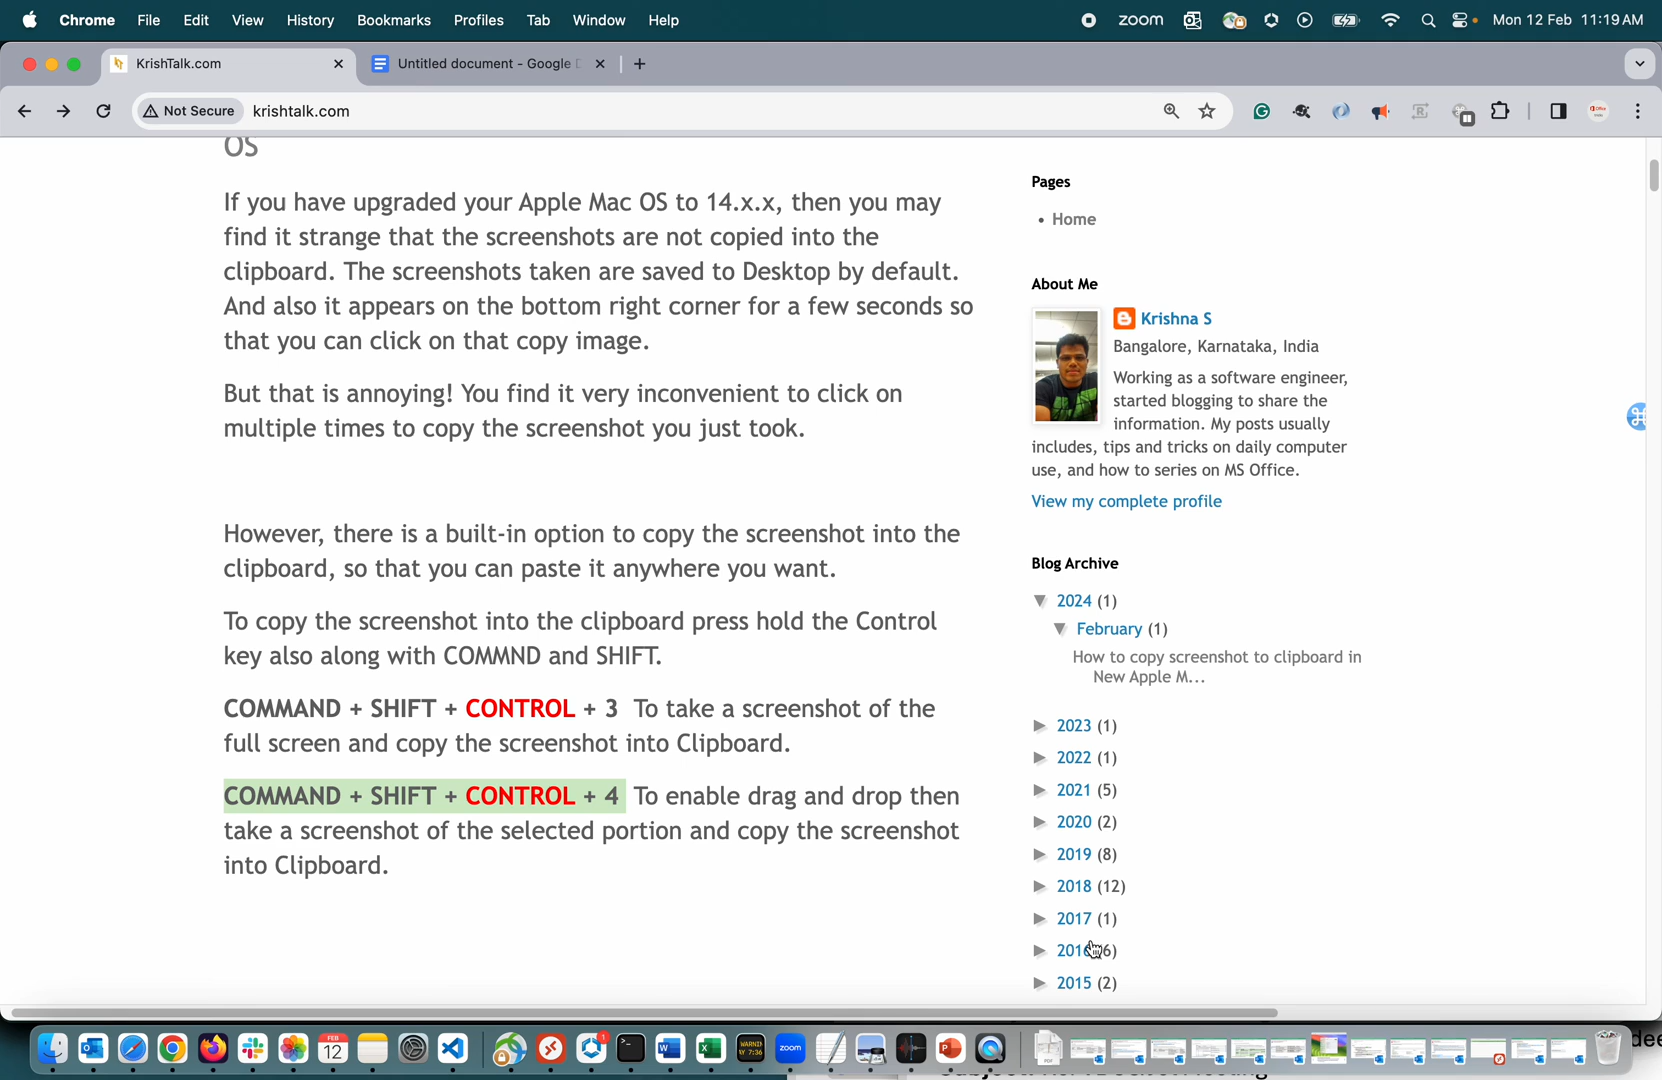 Chrome File Edit View History Bookmarks Profiles Tab Window Help zoom Mon 12 Feb 11:19 AM
KrishTalk.com Untitled document - Google
Not Secure krishtalk.com
OS
If you have upgraded your Apple Mac OS to 14.x.x, then you may
find it strange that the screenshots are not copied into the
clipboard. The screenshots taken are saved to Desktop by default.
And also it appears on the bottom right corner for a few seconds so
that you can click on that copy image.
But that is annoying! You find it very inconvenient to click on
multiple times to copy the screenshot you just took.
However, there is a built-in option to copy the screenshot into the
clipboard, so that you can paste it anywhere you want.
To copy the screenshot into the clipboard press hold the Control
key also along with COMMND and SHIFT.
COMMAND + SHIFT + CONTROL + 3 To take a screenshot of the
full screen and copy the screenshot into Clipboard.
COMMAND + SHIFT + CONTROL + 4 To enable drag and drop then
take a screenshot of the selected portion and copy the screenshot
into Clipboard.
Pages
• Home
About Me
Krishna S
Bangalore, Karnataka, India
Working as a software engineer,
started blogging to share the
information. My posts usually
includes, tips and tricks on daily computer
use, and how to series on MS Office.
View my complete profile
Blog Archive
▼ 2024 (1)
▼ February (1)
How to copy screenshot to clipboard in
New Apple M...
► 2023 (1)
► 2022 (1)
► 2021 (5)
► 2020 (2)
► 2019 (8)
► 2018 (12)
► 2017 (1)
► 2016 (6)
► 2015 (2)
FEB
12
zoom